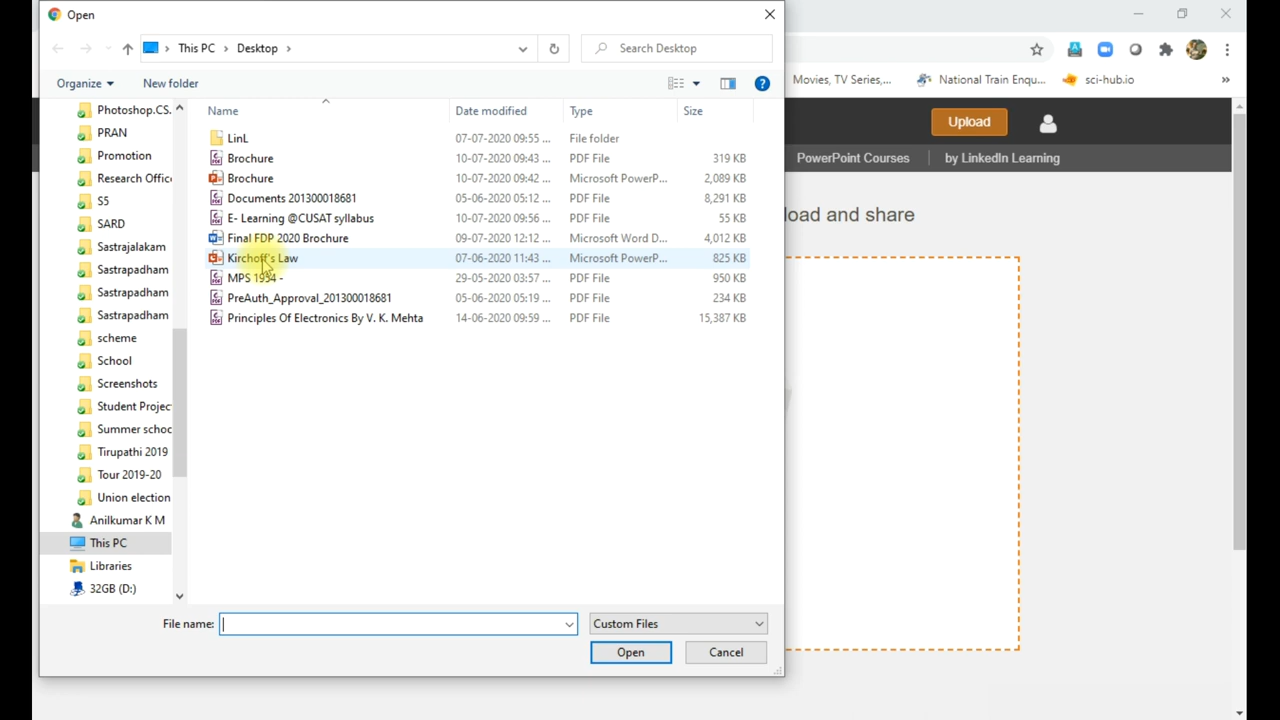 Open
This PC
Desktop
Search Desktop
Organize
New folder
Movies, TV Series,...
National Train Enqu...
sci-hub.io
»
Upload
PowerPoint Courses
by LinkedIn Learning
load and share
Photoshop.CS.
PRAN
Promotion
Research Offic
S5
SARD
Sastrajalakam
Sastrapadham
Sastrapadham
Sastrapadham
scheme
School
Screenshots
Student Projec
Summer schoo
Tirupathi 2019
Tour 2019-20
Union election
Anilkumar K M
This PC
Libraries
32GB (D:)
Name Date modified Type Size
LinL 07-07-2020 09:55 ... File folder
Brochure 10-07-2020 09:43 ... PDF File 319 KB
Brochure 10-07-2020 09:42 ... Microsoft PowerP... 2,089 KB
Documents 201300018681 05-06-2020 05:12 ... PDF File 8,291 KB
E- Learning @CUSAT syllabus 10-07-2020 09:56 ... PDF File 55 KB
Final FDP 2020 Brochure 09-07-2020 12:12 ... Microsoft Word D... 4,012 KB
Kirchoff's Law 07-06-2020 11:43 ... Microsoft PowerP... 825 KB
MPS 1934 - 29-05-2020 03:57 ... PDF File 950 KB
PreAuth_Approval_201300018681 05-06-2020 05:19 ... PDF File 234 KB
Principles Of Electronics By V. K. Mehta 14-06-2020 09:59 ... PDF File 15,387 KB
File name:
Custom Files
Open
Cancel